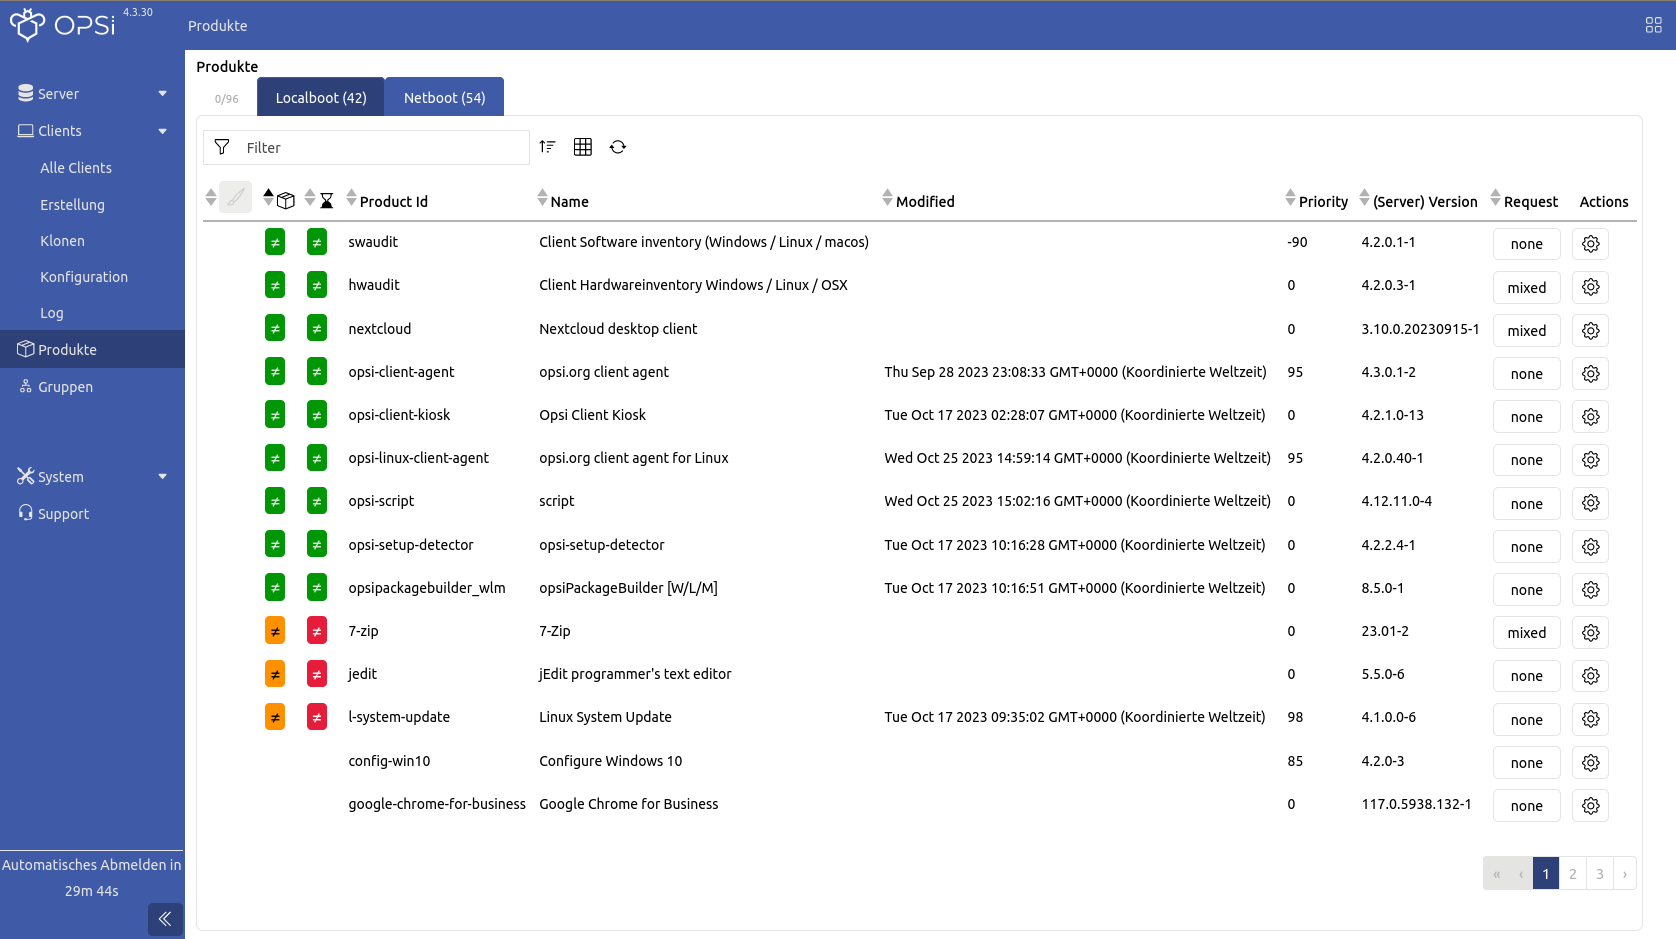 OPSi 4.3.30
Produkte
Server
Clients
Alle Clients
Erstellung
Klonen
Konfiguration
Log
Produkte
Gruppen
System
Support
Automatisches Abmelden in
29m 44s
Produkte
0/96 Localboot (42) Netboot (54)
Filter
Product Id Name Modified Priority (Server) Version Request Actions
≠ ≠ swaudit Client Software inventory (Windows / Linux / macos) -90 4.2.0.1-1 none
≠ ≠ hwaudit Client Hardwareinventory Windows / Linux / OSX 0 4.2.0.3-1 mixed
≠ ≠ nextcloud Nextcloud desktop client 0 3.10.0.20230915-1 mixed
≠ ≠ opsi-client-agent opsi.org client agent Thu Sep 28 2023 23:08:33 GMT+0000 (Koordinierte Weltzeit) 95 4.3.0.1-2 none
≠ ≠ opsi-client-kiosk Opsi Client Kiosk Tue Oct 17 2023 02:28:07 GMT+0000 (Koordinierte Weltzeit) 0 4.2.1.0-13 none
≠ ≠ opsi-linux-client-agent opsi.org client agent for Linux Wed Oct 25 2023 14:59:14 GMT+0000 (Koordinierte Weltzeit) 95 4.2.0.40-1 none
≠ ≠ opsi-script script Wed Oct 25 2023 15:02:16 GMT+0000 (Koordinierte Weltzeit) 0 4.12.11.0-4 none
≠ ≠ opsi-setup-detector opsi-setup-detector Tue Oct 17 2023 10:16:28 GMT+0000 (Koordinierte Weltzeit) 0 4.2.2.4-1 none
≠ ≠ opsipackagebuilder_wlm opsiPackageBuilder [W/L/M] Tue Oct 17 2023 10:16:51 GMT+0000 (Koordinierte Weltzeit) 0 8.5.0-1 none
≠ ≠ 7-zip 7-Zip 0 23.01-2 mixed
≠ ≠ jedit jEdit programmer's text editor 0 5.5.0-6 none
≠ ≠ l-system-update Linux System Update Tue Oct 17 2023 09:35:02 GMT+0000 (Koordinierte Weltzeit) 98 4.1.0.0-6 none
config-win10 Configure Windows 10 85 4.2.0-3 none
google-chrome-for-business Google Chrome for Business 0 117.0.5938.132-1 none
« ‹ 1 2 3 ›